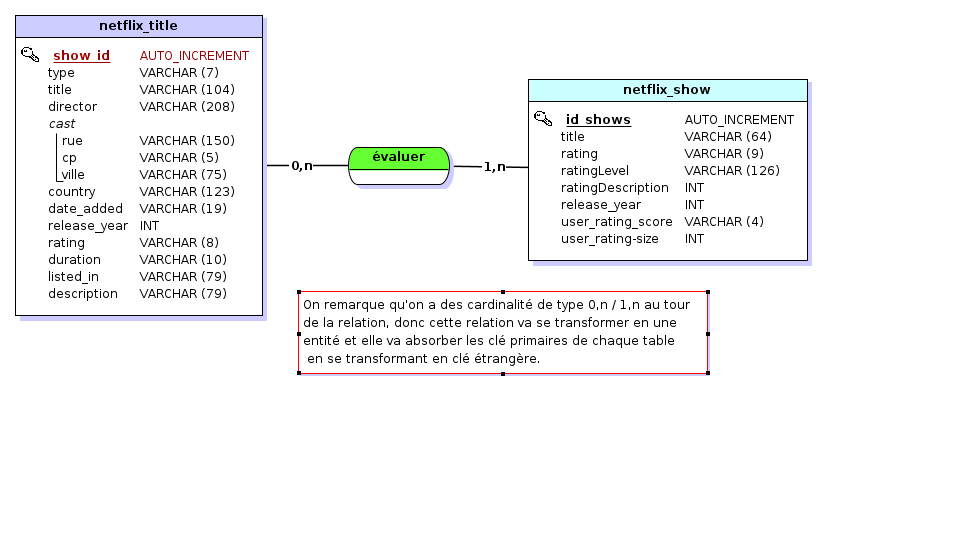 netflix_title
show_id AUTO_INCREMENT
type VARCHAR (7)
title VARCHAR (104)
director VARCHAR (208)
cast
rue VARCHAR (150)
cp VARCHAR (5)
ville VARCHAR (75)
country VARCHAR (123)
date_added VARCHAR (19)
release_year INT
rating VARCHAR (8)
duration VARCHAR (10)
listed_in VARCHAR (79)
description VARCHAR (79)
0,n
évaluer
1,n
netflix_show
id_shows AUTO_INCREMENT
title VARCHAR (64)
rating VARCHAR (9)
ratingLevel VARCHAR (126)
ratingDescription INT
release_year INT
user_rating_score VARCHAR (4)
user_rating-size INT
On remarque qu'on a des cardinalité de type 0,n / 1,n au tour
de la relation, donc cette relation va se transformer en une
entité et elle va absorber les clé primaires de chaque table
en se transformant en clé étrangère.